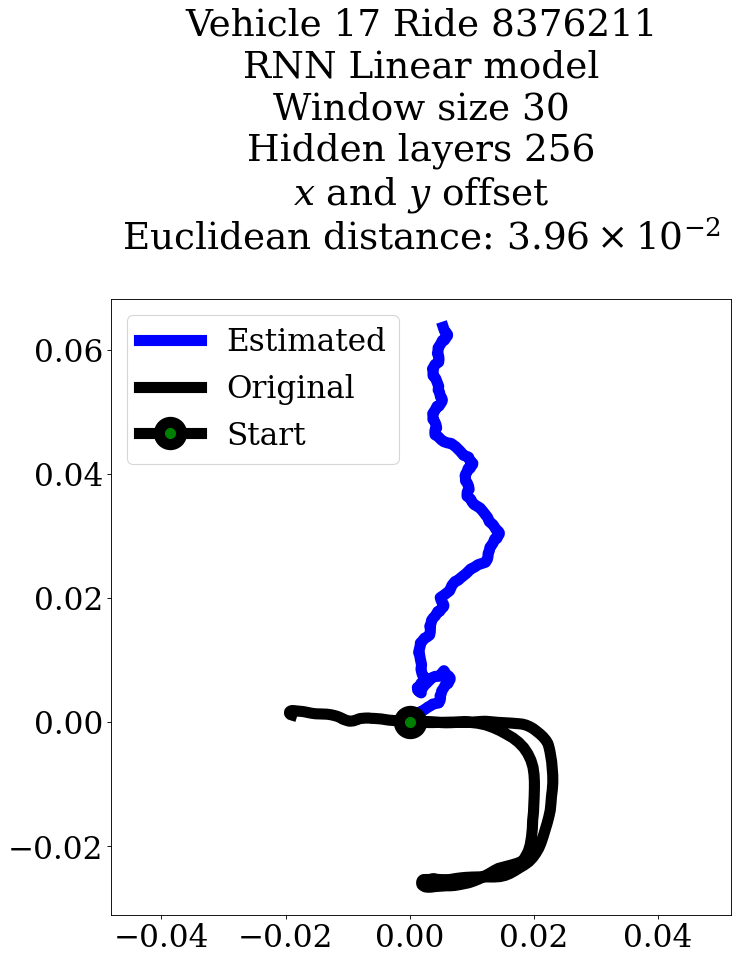 Vehicle 17 Ride 8376211
RNN Linear model
Window size 30
Hidden layers 256
x and y offset
Euclidean distance: 3.96 × 10⁻²
Estimated
Original
Start
0.06
0.04
0.02
0.00
−0.02
−0.04
−0.02
0.00
0.02
0.04